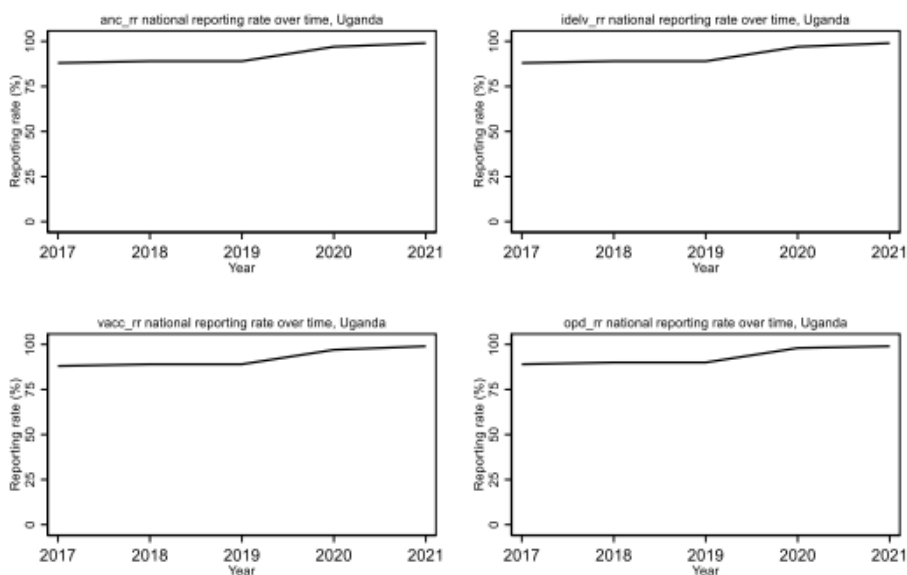 anc_rr national reporting rate over time, Uganda
Reporting rate (%)
100
75
50
25
0
2017 2018 2019 2020 2021
Year
idelv_rr national reporting rate over time, Uganda
Reporting rate (%)
100
75
50
25
0
2017 2018 2019 2020 2021
Year
vacc_rr national reporting rate over time, Uganda
Reporting rate (%)
100
75
50
25
0
2017 2018 2019 2020 2021
Year
opd_rr national reporting rate over time, Uganda
Reporting rate (%)
100
75
50
25
0
2017 2018 2019 2020 2021
Year